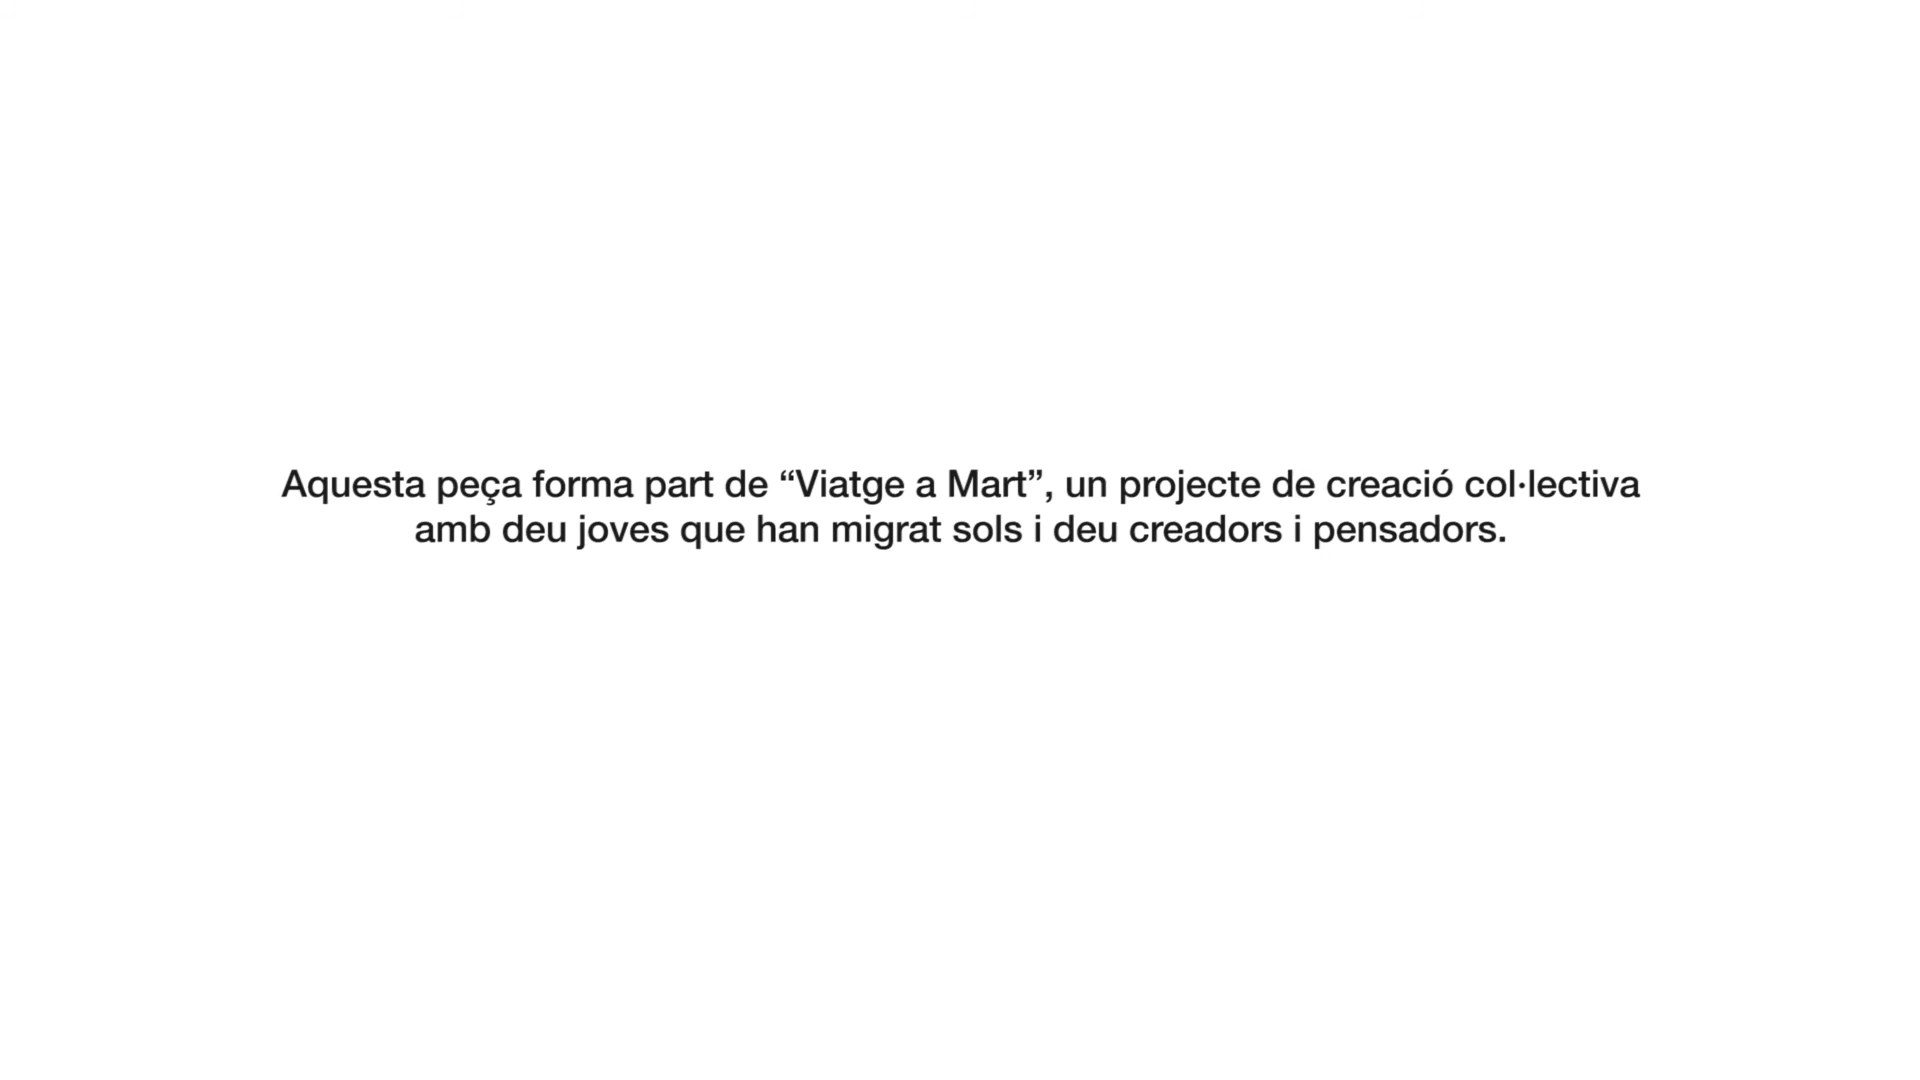 Aquesta peça forma part de “Viatge a Mart”, un projecte de creació col·lectiva
amb deu joves que han migrat sols i deu creadors i pensadors.